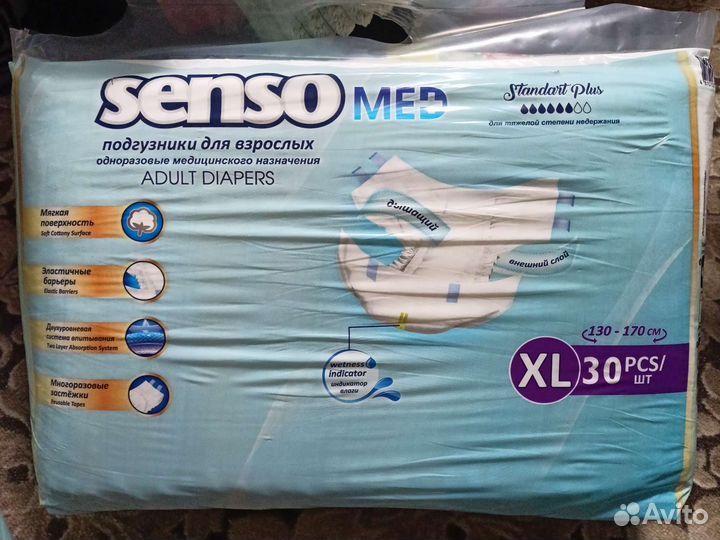 senso MED
подгузники для взрослых
одноразовые медицинского назначения
ADULT DIAPERS
Standart Plus
для тяжелой степени недержания
Мягкая
поверхность
Soft Cottony Surface
Эластичные
барьеры
Elastic Barriers
Двухуровневая
система впитывания
Two Layer Absorption System
Многоразовые
застёжки
Reusable Tapes
дышащий
внешний слой
wetness
indicator
индикатор
влаги
130 - 170 см
XL 30 PCS/
ШТ
Avito